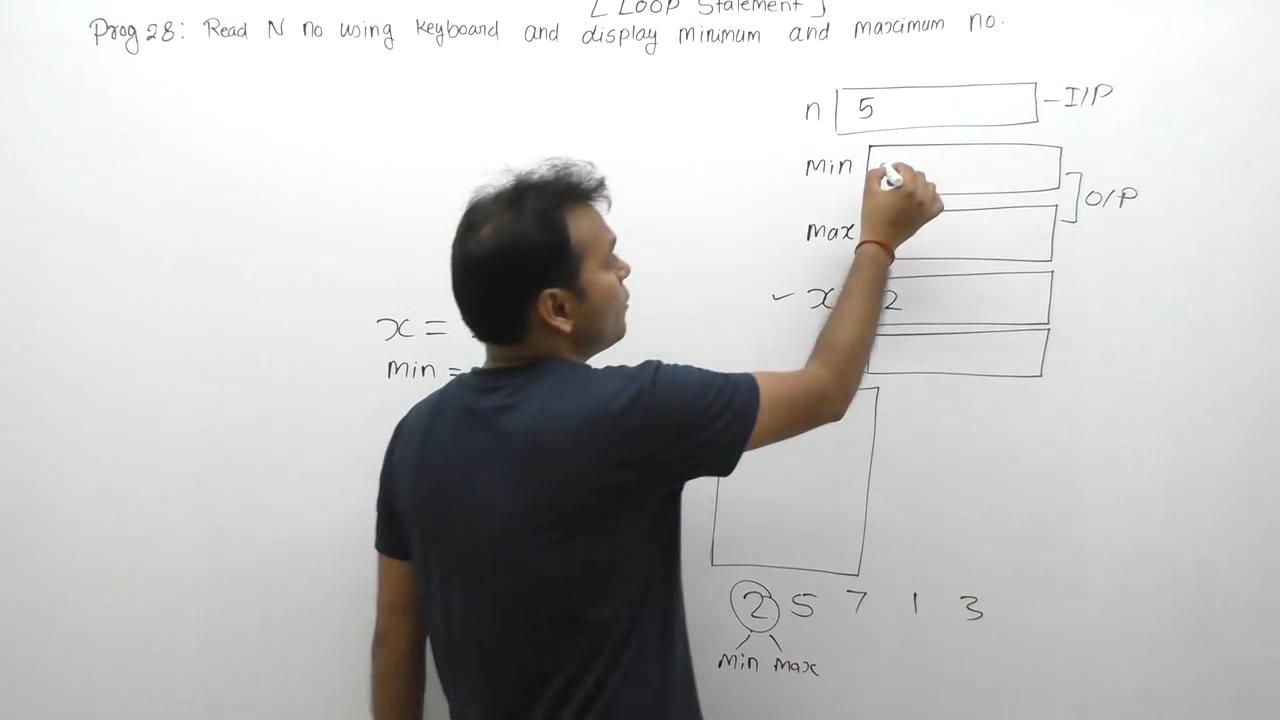 [ LOOP Statement ]
Prog 28: Read N no using keyboard and display minimum and maximum no.
n 5 - I/P
Min
Max
O/P
x 2
x =
Min =
2 5 7 1 3
Min Max